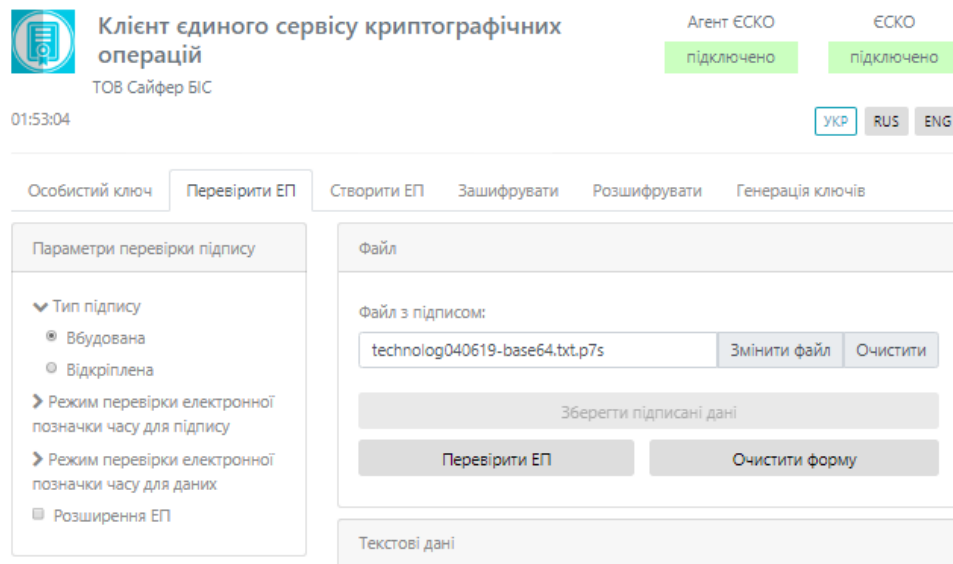 Клієнт єдиного сервісу криптографічних
операцій
ТОВ Сайфер БІС
Агент ЄСКО
ЄСКО
підключено
підключено
01:53:04
УКР
RUS
ENG
Особистий ключ
Перевірити ЕП
Створити ЕП
Зашифрувати
Розшифрувати
Генерація ключів
Параметри перевірки підпису
Тип підпису
Вбудована
Відкріплена
Режим перевірки електронної
позначки часу для підпису
Режим перевірки електронної
позначки часу для даних
Розширення ЕП
Файл
Файл з підписом:
technolog040619-base64.txt.p7s
Змінити файл
Очистити
Зберегти підписані дані
Перевірити ЕП
Очистити форму
Текстові дані